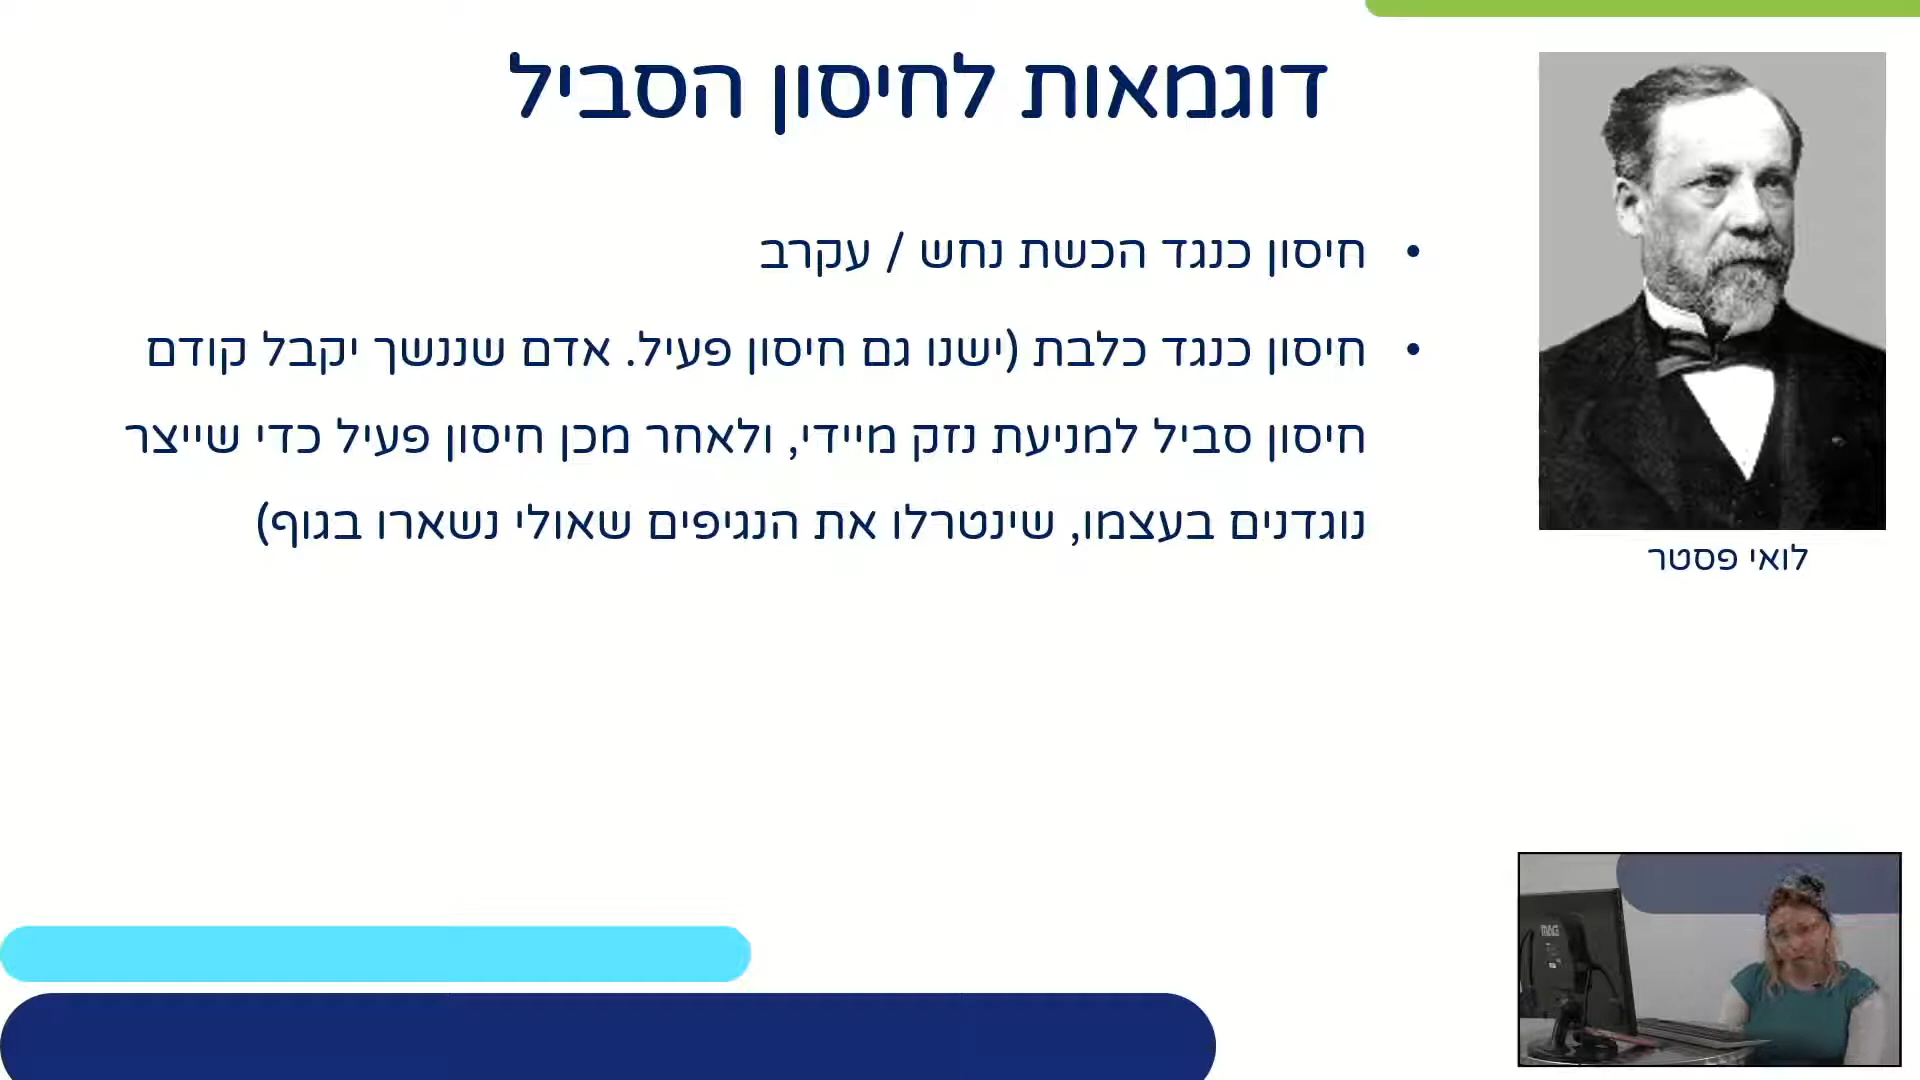 דוגמאות לחיסון הסביל
חיסון כנגד הכשת נחש / עקרב
חיסון כנגד כלבת (ישנו גם חיסון פעיל. אדם שננשך יקבל קודם
חיסון סביל למניעת נזק מיידי, ולאחר מכן חיסון פעיל כדי שייצר
נוגדנים בעצמו, שינטרלו את הנגיפים שאולי נשארו בגוף)
לואי פסטר
MAG